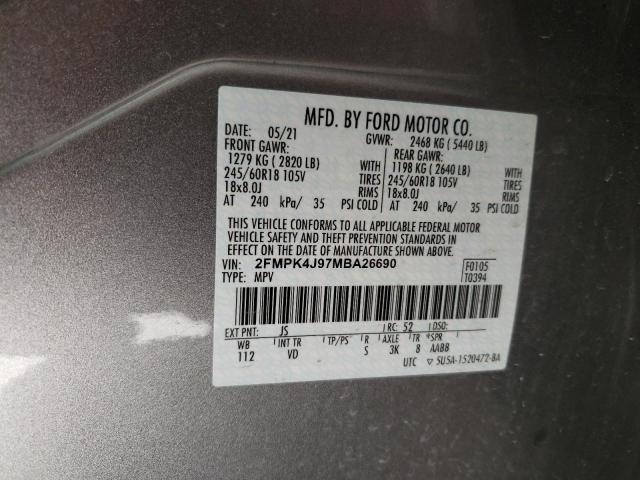 MFD. BY FORD MOTOR CO.
DATE: 05/21 GVWR: 2468 KG ( 5440 LB)
FRONT GAWR: REAR GAWR:
1279 KG ( 2820 LB) WITH 1198 KG ( 2640 LB) WITH
245/60R18 105V TIRES 245/60R18 105V TIRES
18x8.0J RIMS 18x8.0J RIMS
AT 240 kPa/ 35 PSI COLD AT 240 kPa/ 35 PSI COLD
THIS VEHICLE CONFORMS TO ALL APPLICABLE FEDERAL MOTOR
VEHICLE SAFETY AND THEFT PREVENTION STANDARDS IN
EFFECT ON THE DATE OF MANUFACTURE SHOWN ABOVE.
VIN: 2FMPK4J97MBA26690 F0105
TYPE: MPV T0394
EXT PNT: JS RC: 52 DSO:
WB INT TR TP/PS R AXLE TR SPR
112 VD S 3K 8 AABB
UTC ▽ 5U5A-1520472-BA